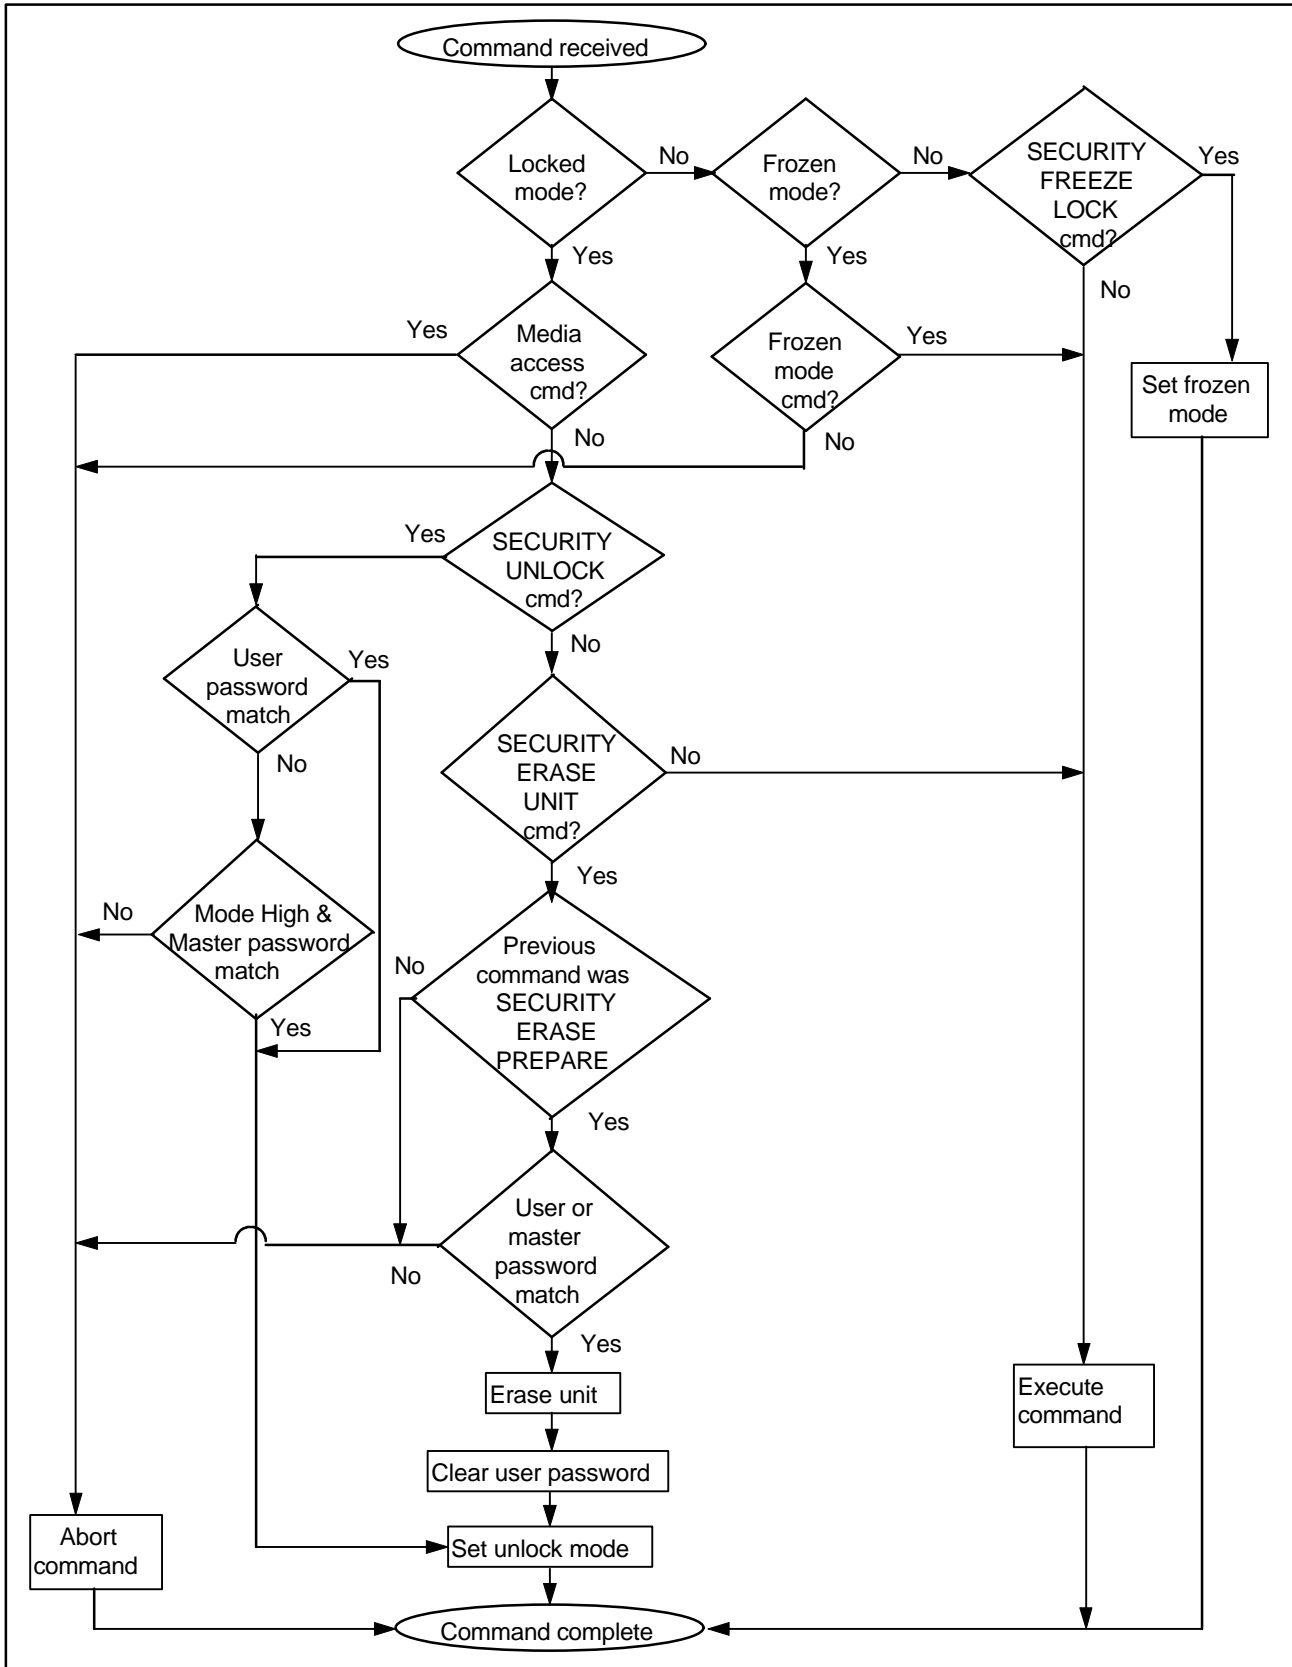 Command received
Locked
mode?
No
Frozen
mode?
No
SECURITY
FREEZE
LOCK
cmd?
Yes
Yes
Yes
No
Yes
Media
access
cmd?
Frozen
mode
cmd?
Yes
Set frozen
mode
No
No
Yes
SECURITY
UNLOCK
cmd?
No
User
password
match
Yes
No
SECURITY
ERASE
UNIT
cmd?
No
Yes
No
Mode High &
Master password
match
Yes
No
Previous
command was
SECURITY
ERASE
PREPARE
Yes
User or
master
password
match
No
Yes
Erase unit
Execute
command
Clear user password
Abort
command
Set unlock mode
Command complete